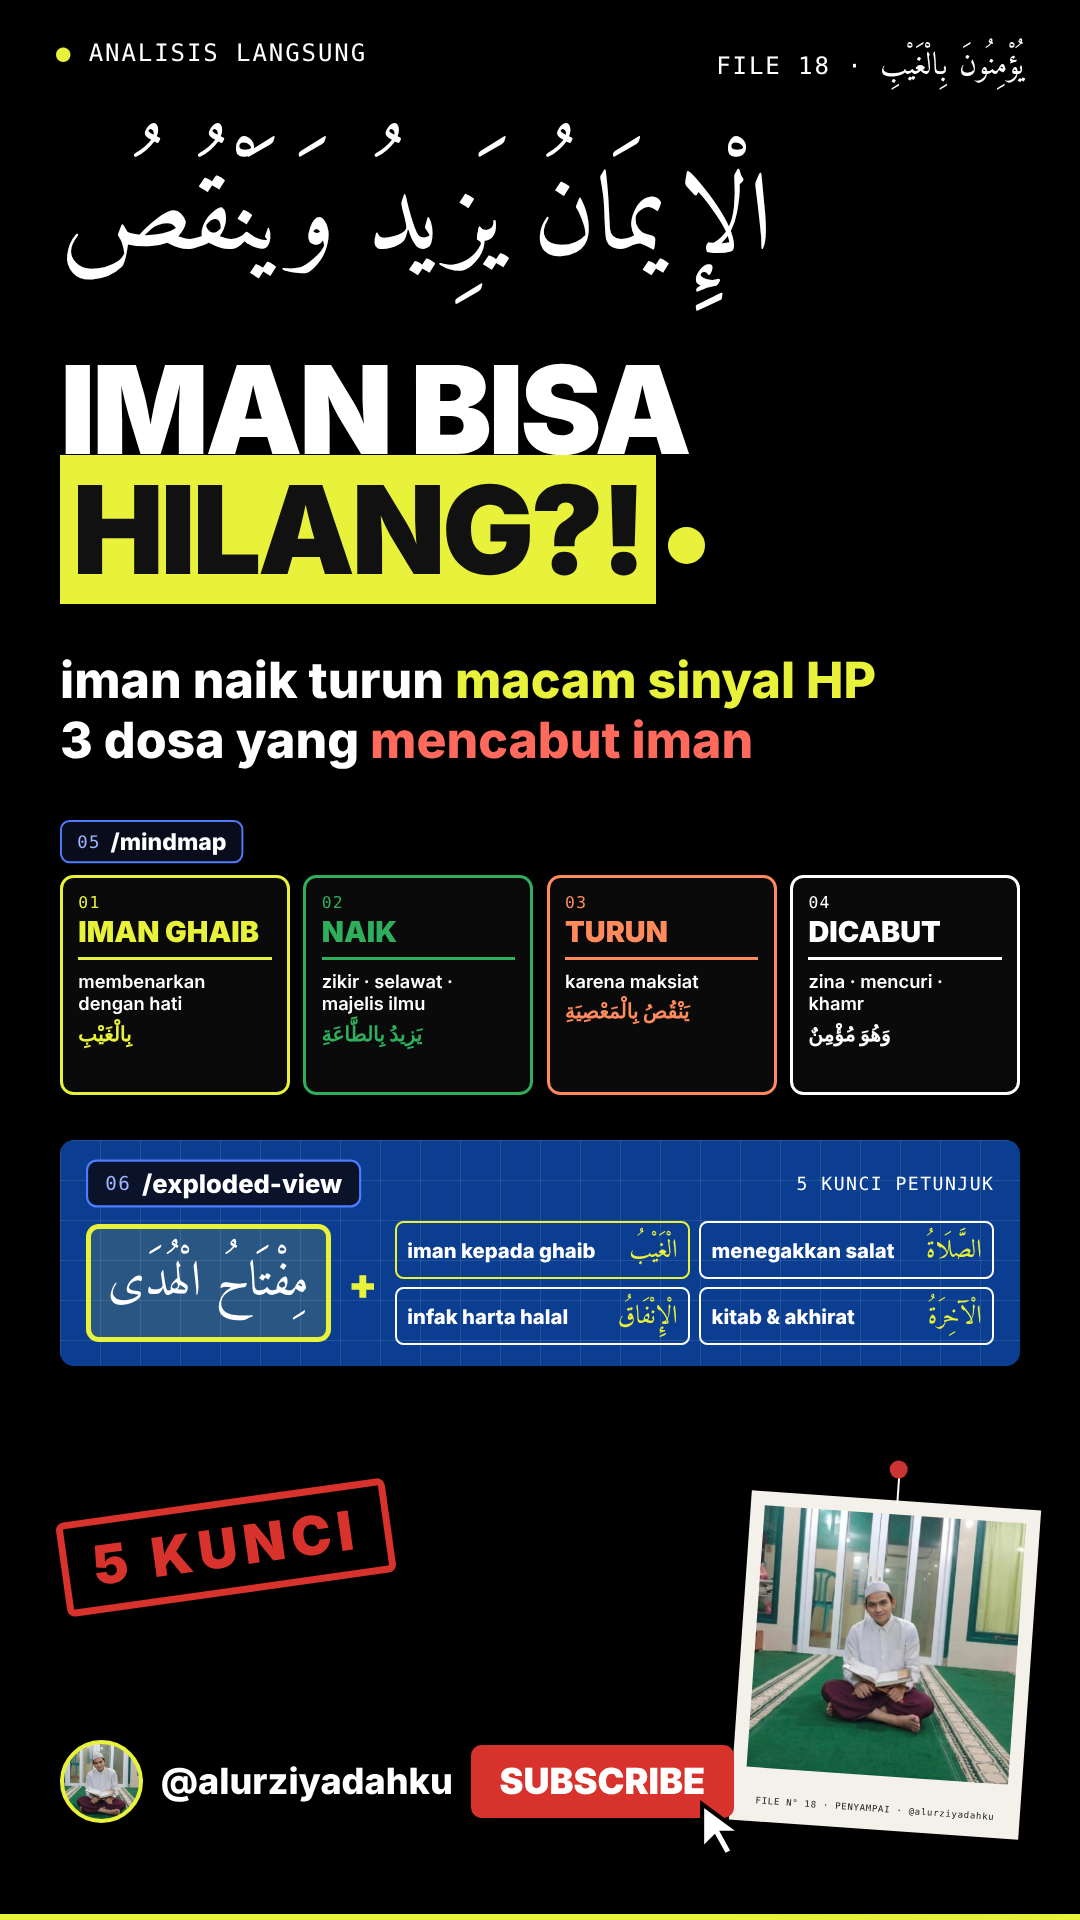 ANALISIS LANGSUNG
FILE 18 · يُؤْمِنُونَ بِالْغَيْبِ
الْإِيمَانُ يَزِيدُ وَيَنْقُصُ
IMAN BISA
HILANG?!
iman naik turun macam sinyal HP
3 dosa yang mencabut iman
05 /mindmap
01
IMAN GHAIB
membenarkan
dengan hati
بِالْغَيْبِ
02
NAIK
zikir · selawat ·
majelis ilmu
يَزِيدُ بِالطَّاعَةِ
03
TURUN
karena maksiat
يَنْقُصُ بِالْمَعْصِيَةِ
04
DICABUT
zina · mencuri ·
khamr
وَهُوَ مُؤْمِنٌ
06 /exploded-view
5 KUNCI PETUNJUK
مِفْتَاحُ الْهُدَى
+
iman kepada ghaib الْغَيْبُ
menegakkan salat الصَّلَاةُ
infak harta halal الْإِنْفَاقُ
kitab & akhirat الْآخِرَةُ
5 KUNCI
@alurziyadahku
SUBSCRIBE
FILE N° 18 · PENYAMPAI · @alurziyadahku